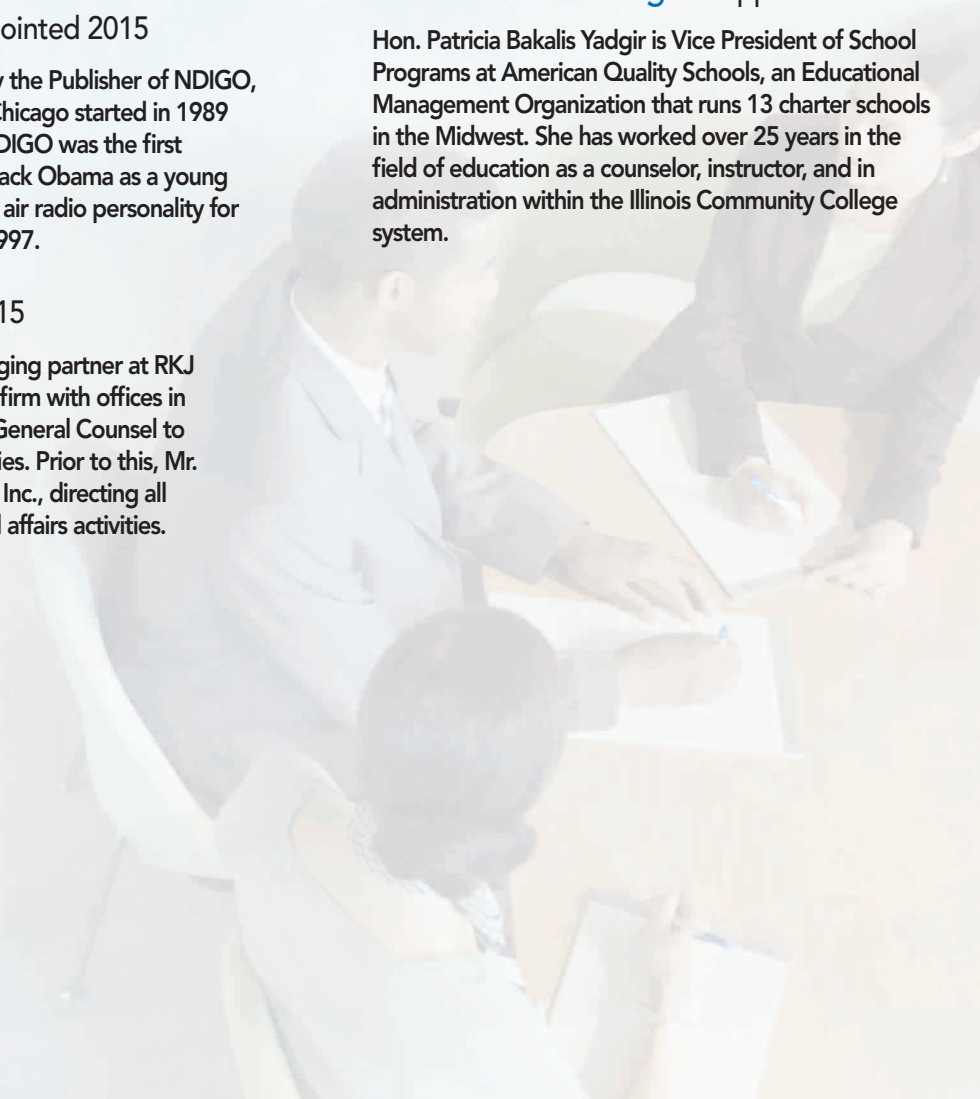 ointed 2015
y the Publisher of NDIGO,
hicago started in 1989
DIGO was the first
ack Obama as a young
air radio personality for
997.
15
ging partner at RKJ
firm with offices in
General Counsel to
ies. Prior to this, Mr.
Inc., directing all
l affairs activities.
Hon. Patricia Bakalis Yadgir is Vice President of School
Programs at American Quality Schools, an Educational
Management Organization that runs 13 charter schools
in the Midwest. She has worked over 25 years in the
field of education as a counselor, instructor, and in
administration within the Illinois Community College
system.